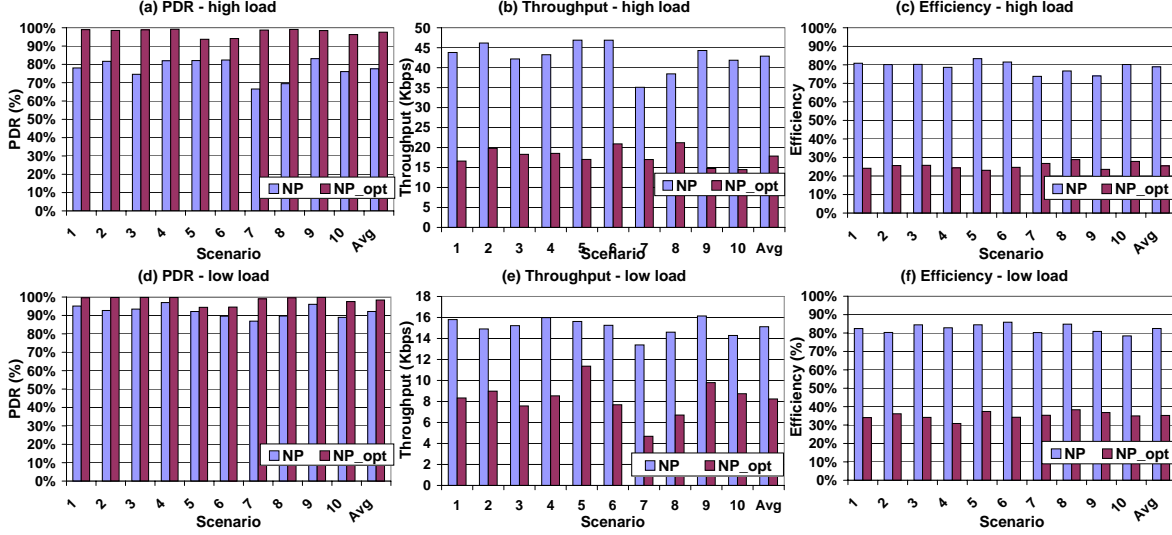 (a) PDR - high load
100%
90%
80%
70%
60%
50%
40%
30%
20%
10%
0%
PDR (%)
NP NP_opt
1 2 3 4 5 6 7 8 9 10 Avg
Scenario
(b) Throughput - high load
50
45
40
35
30
25
20
15
10
5
0
Throughput (Kbps)
NP NP_opt
1 2 3 4 5 6 7 8 9 10 Avg
Scenario
(c) Efficiency - high load
100%
90%
80%
70%
60%
50%
40%
30%
20%
10%
0%
Efficiency
NP NP_opt
1 2 3 4 5 6 7 8 9 10 Avg
Scenario
(d) PDR - low load
100%
90%
80%
70%
60%
50%
40%
30%
20%
10%
0%
PDR (%)
NP NP_opt
1 2 3 4 5 6 7 8 9 10 Avg
Scenario
(e) Throughput - low load
18
16
14
12
10
8
6
4
2
0
Throughput (Kbps)
NP NP_opt
1 2 3 4 5 6 7 8 9 10 Avg
Scenario
(f) Efficiency - low load
100%
90%
80%
70%
60%
50%
40%
30%
20%
10%
0%
Efficiency (%)
NP NP_opt
1 2 3 4 5 6 7 8 9 10 Avg
Scenario